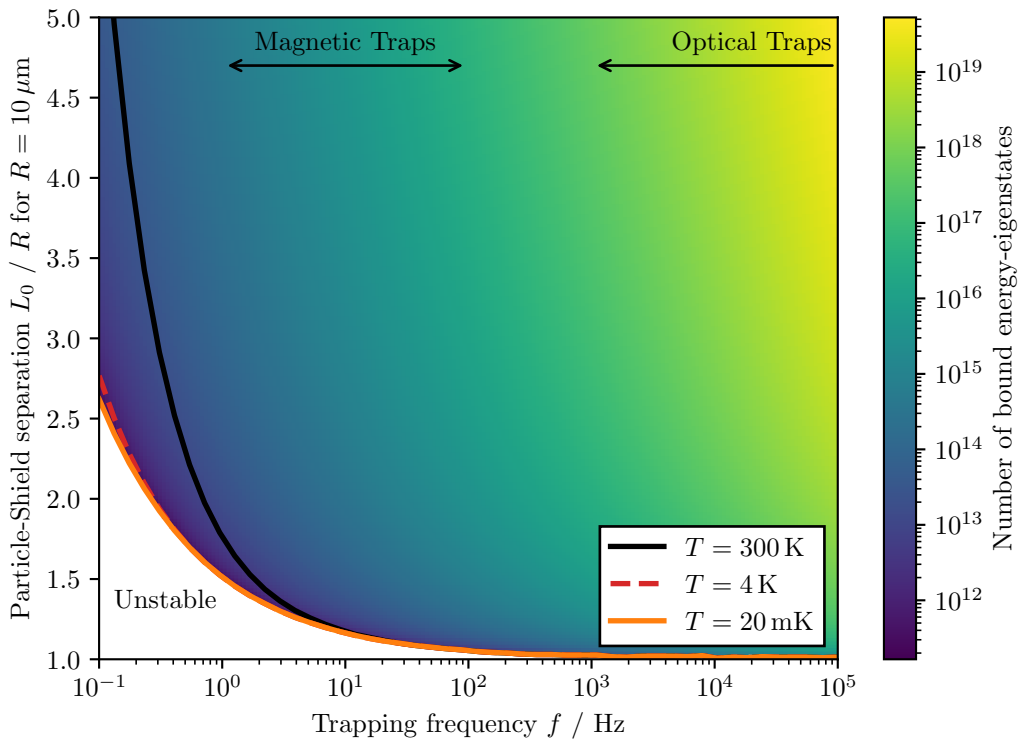 Magnetic Traps
Optical Traps
Unstable
T = 300 K
T = 4 K
T = 20 mK
5.0
4.5
4.0
3.5
3.0
2.5
2.0
1.5
1.0
Particle-Shield separation L₀ / R for R = 10 μm
10⁻¹ 10⁰ 10¹ 10² 10³ 10⁴ 10⁵
Trapping frequency f / Hz
10¹⁹
10¹⁸
10¹⁷
10¹⁶
10¹⁵
10¹⁴
10¹³
10¹²
Number of bound energy-eigenstates